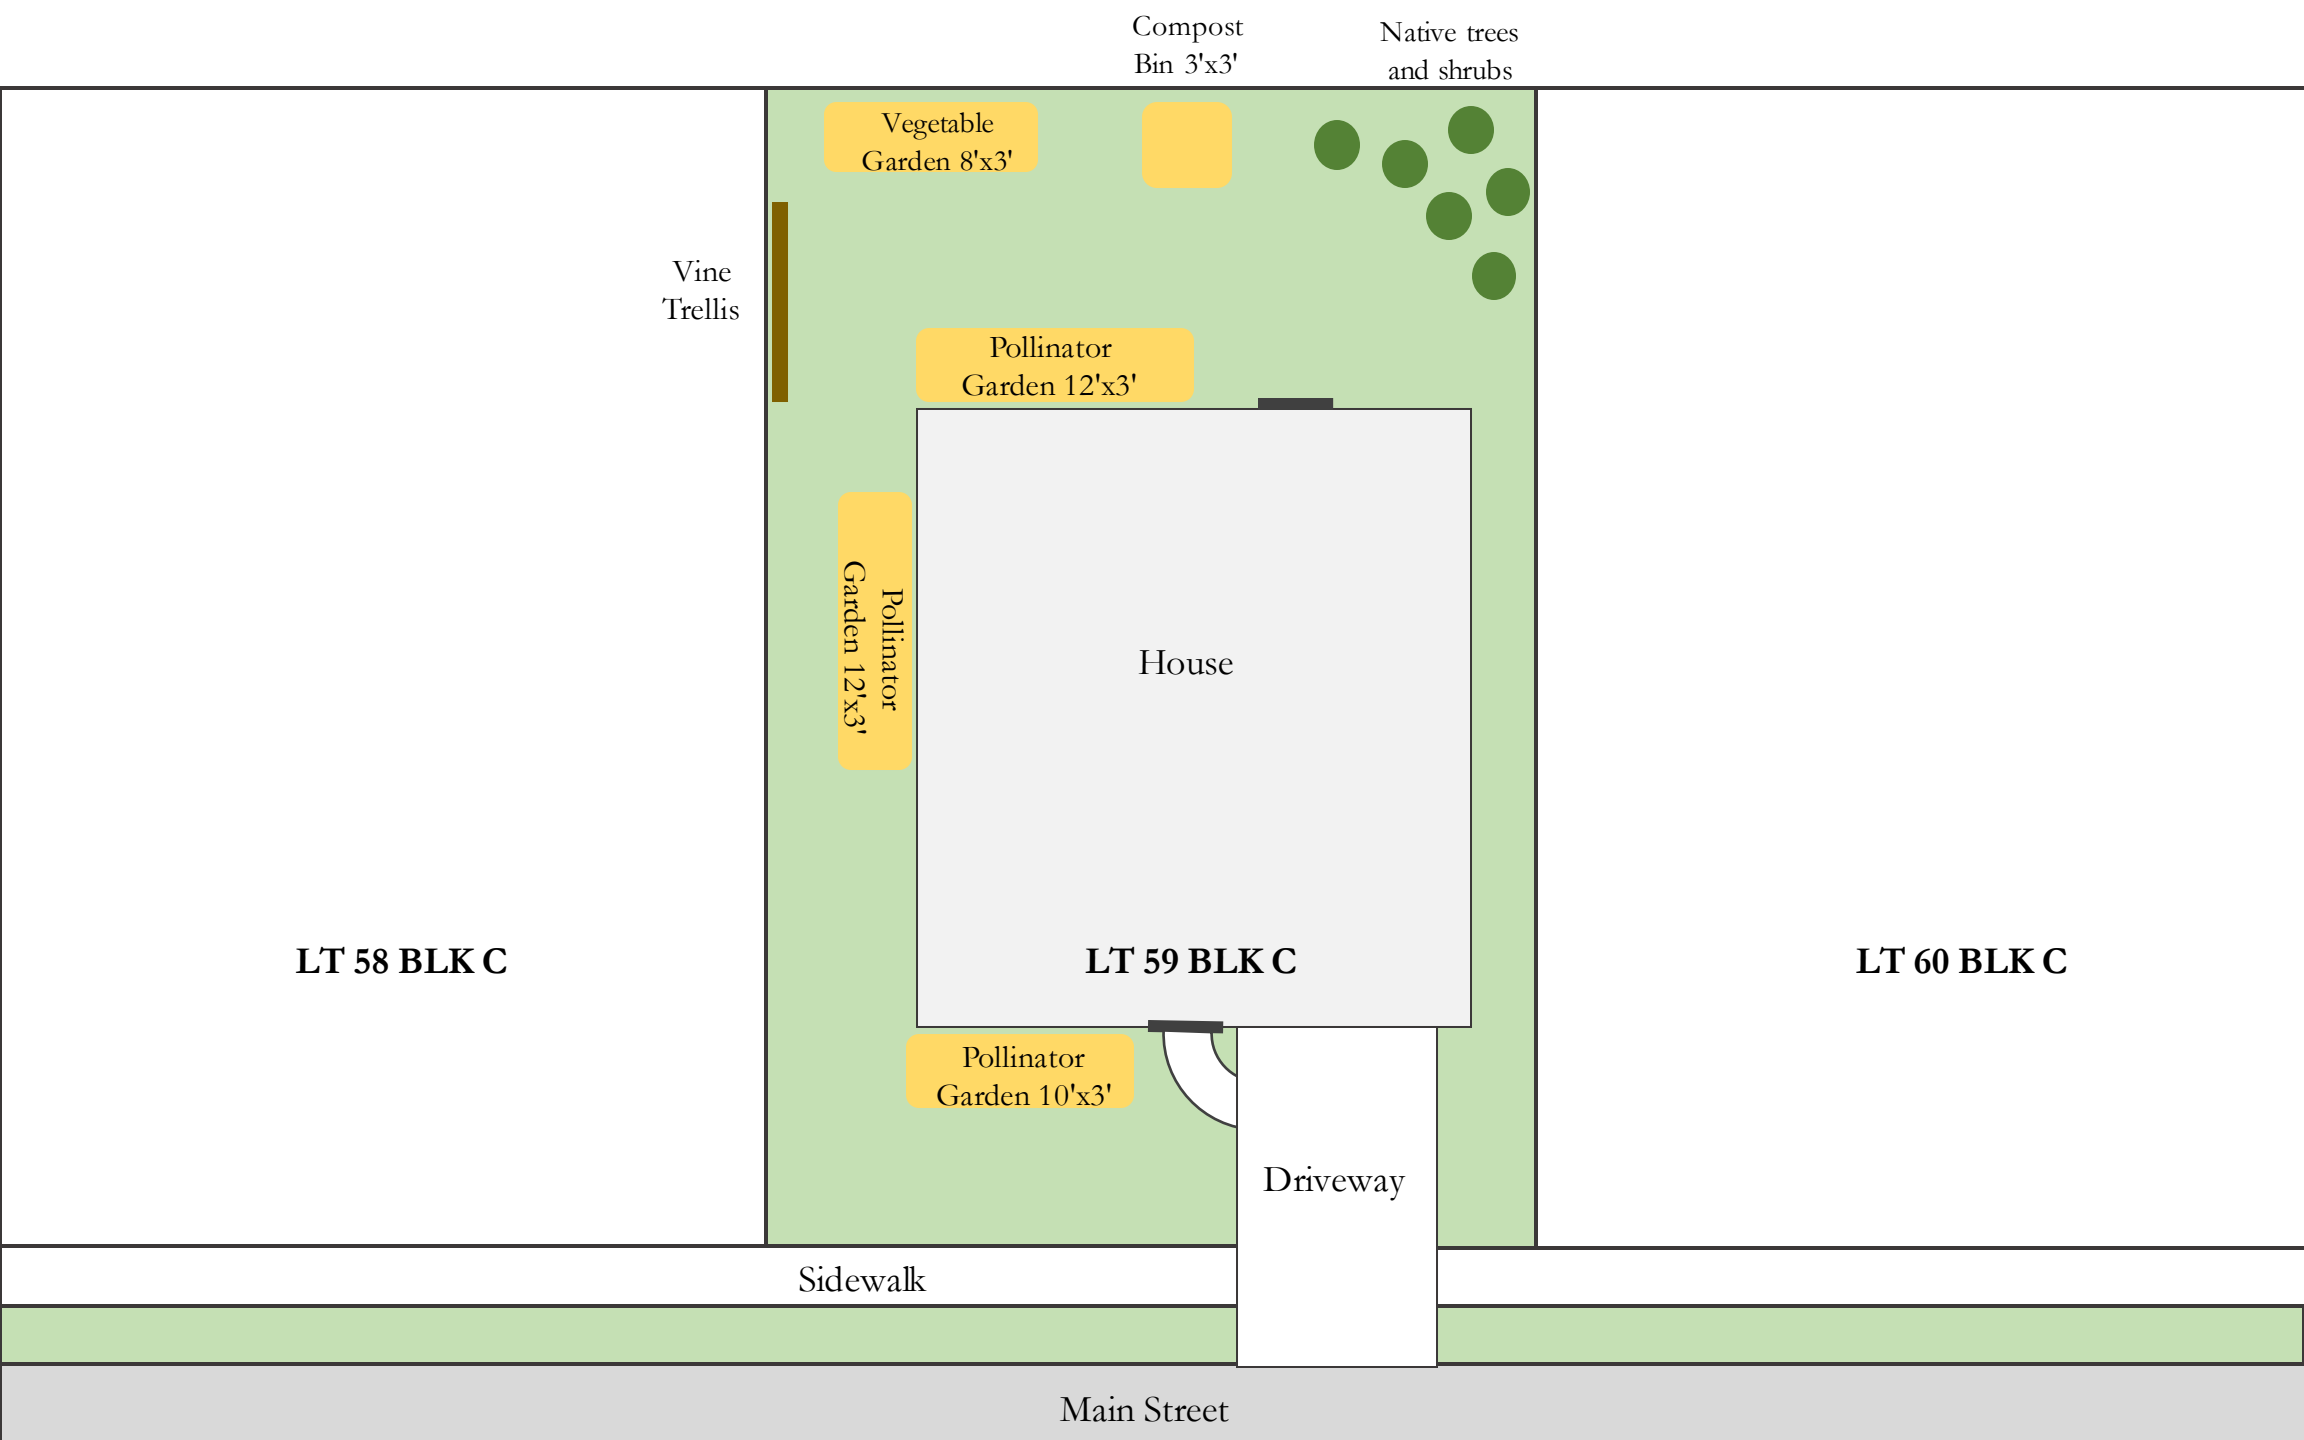 Compost
Bin 3'x3'
Native trees
and shrubs
Vegetable
Garden 8'x3'
Vine
Trellis
Pollinator
Garden 12'x3'
Pollinator
Garden 12'x3'
House
LT 58 BLK C
LT 59 BLK C
LT 60 BLK C
Pollinator
Garden 10'x3'
Driveway
Sidewalk
Main Street